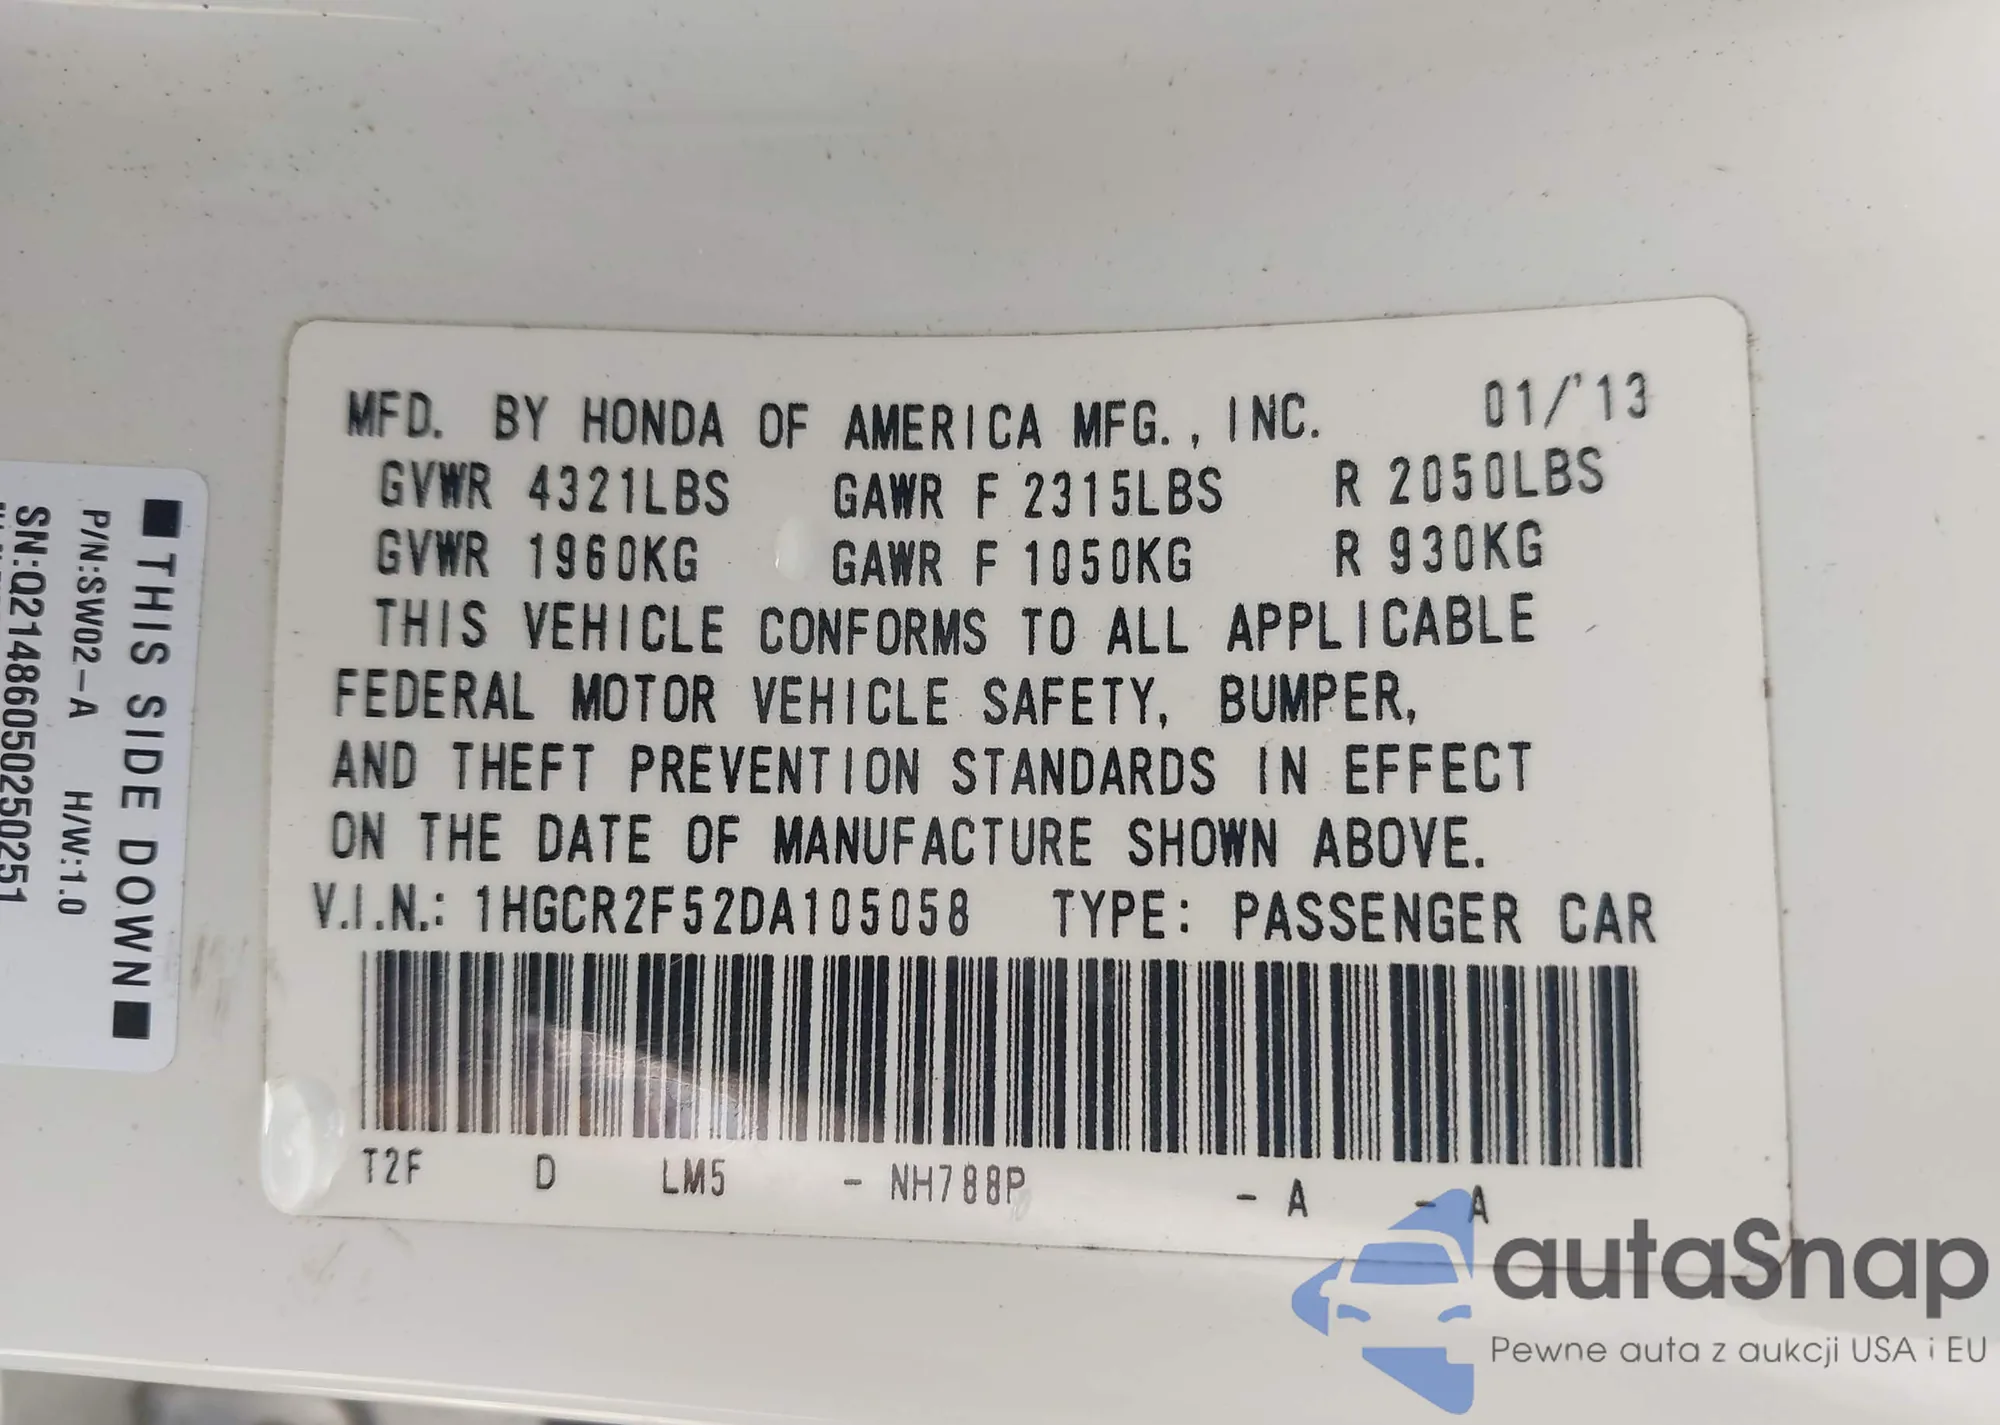 MFD. BY HONDA OF AMERICA MFG., INC. 01/'13
GVWR 4321LBS GAWR F 2315LBS R 2050LBS
GVWR 1960KG GAWR F 1050KG R 930KG
THIS VEHICLE CONFORMS TO ALL APPLICABLE
FEDERAL MOTOR VEHICLE SAFETY, BUMPER,
AND THEFT PREVENTION STANDARDS IN EFFECT
ON THE DATE OF MANUFACTURE SHOWN ABOVE.
V.I.N.: 1HGCR2F52DA105058 TYPE: PASSENGER CAR
T2F D LM5 - NH788P - A - A
■THIS SIDE DOWN■
P/N:SW02-A H/W:1.0
SN:Q21486050250251
autaSnap
Pewne auta z aukcji USA i EU